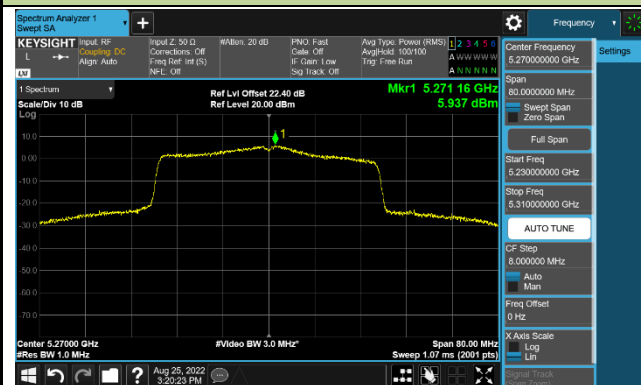 Spectrum Analyzer 1
Swept SA
Frequency
KEYSIGHT
L
LXI
Input: RF
Coupling: DC
Align: Auto
Input Z: 50 Ω
Corrections: Off
Freq Ref: Int (S)
NFE: Off
#Atten: 20 dB
PNO: Fast
Gate: Off
IF Gain: Low
Sig Track: Off
Avg Type: Power (RMS)
Avg|Hold: 100/100
Trig: Free Run
1 2 3 4 5 6
A W W W W W
A N N N N N
1 Spectrum
Scale/Div 10 dB
Log
Ref Lvl Offset 22.40 dB
Ref Level 20.00 dBm
Mkr1 5.271 16 GHz
5.937 dBm
1
10.0
0.00
-10.0
-20.0
-30.0
-40.0
-50.0
-60.0
-70.0
Center 5.27000 GHz
#Res BW 1.0 MHz
#Video BW 3.0 MHz*
Span 80.00 MHz
Sweep 1.07 ms (2001 pts)
Aug 25, 2022
3:20:23 PM
Center Frequency
5.270000000 GHz
Settings
Span
80.0000000 MHz
Swept Span
Zero Span
Full Span
Start Freq
5.230000000 GHz
Stop Freq
5.310000000 GHz
AUTO TUNE
CF Step
8.000000 MHz
Auto
Man
Freq Offset
0 Hz
X Axis Scale
Log
Lin
Signal Track